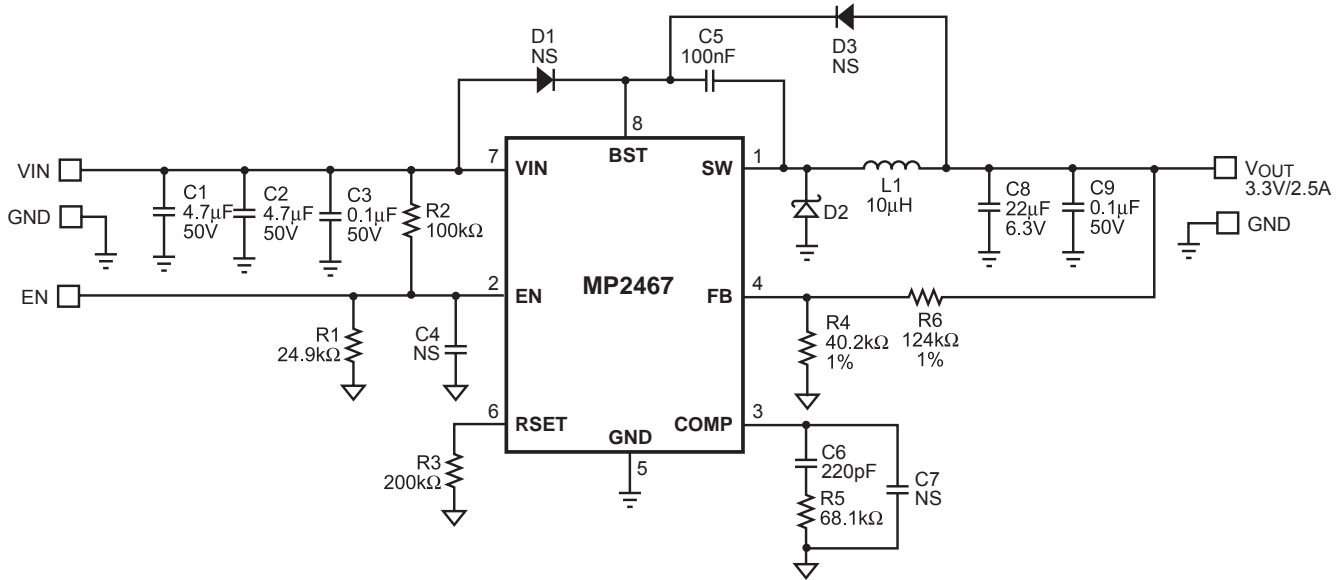 D1
NS
C5
100nF
D3
NS
8
BST
VIN
7
VIN
SW
1
VOUT
3.3V/2.5A
C1
4.7μF
50V
C2
4.7μF
50V
C3
0.1μF
50V
R2
100kΩ
D2
L1
10μH
C8
22μF
6.3V
C9
0.1μF
50V
GND
GND
EN
2
EN
MP2467
FB
4
R1
24.9kΩ
C4
NS
R4
40.2kΩ
1%
R6
124kΩ
1%
6
RSET
GND
COMP
3
5
R3
200kΩ
C6
220pF
R5
68.1kΩ
C7
NS